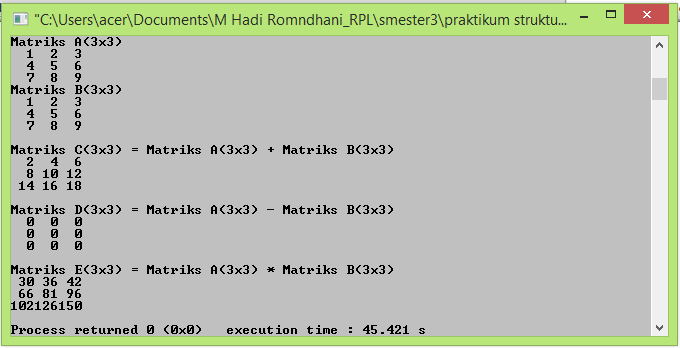 "C:\Users\acer\Documents\M Hadi Romndhani_RPL\smester3\praktikum struktu...
Matriks A(3x3)
1 2 3
4 5 6
7 8 9
Matriks B(3x3)
1 2 3
4 5 6
7 8 9
Matriks C(3x3) = Matriks A(3x3) + Matriks B(3x3)
2 4 6
8 10 12
14 16 18
Matriks D(3x3) = Matriks A(3x3) - Matriks B(3x3)
0 0 0
0 0 0
0 0 0
Matriks E(3x3) = Matriks A(3x3) * Matriks B(3x3)
30 36 42
66 81 96
102126150
Process returned 0 (0x0) execution time : 45.421 s